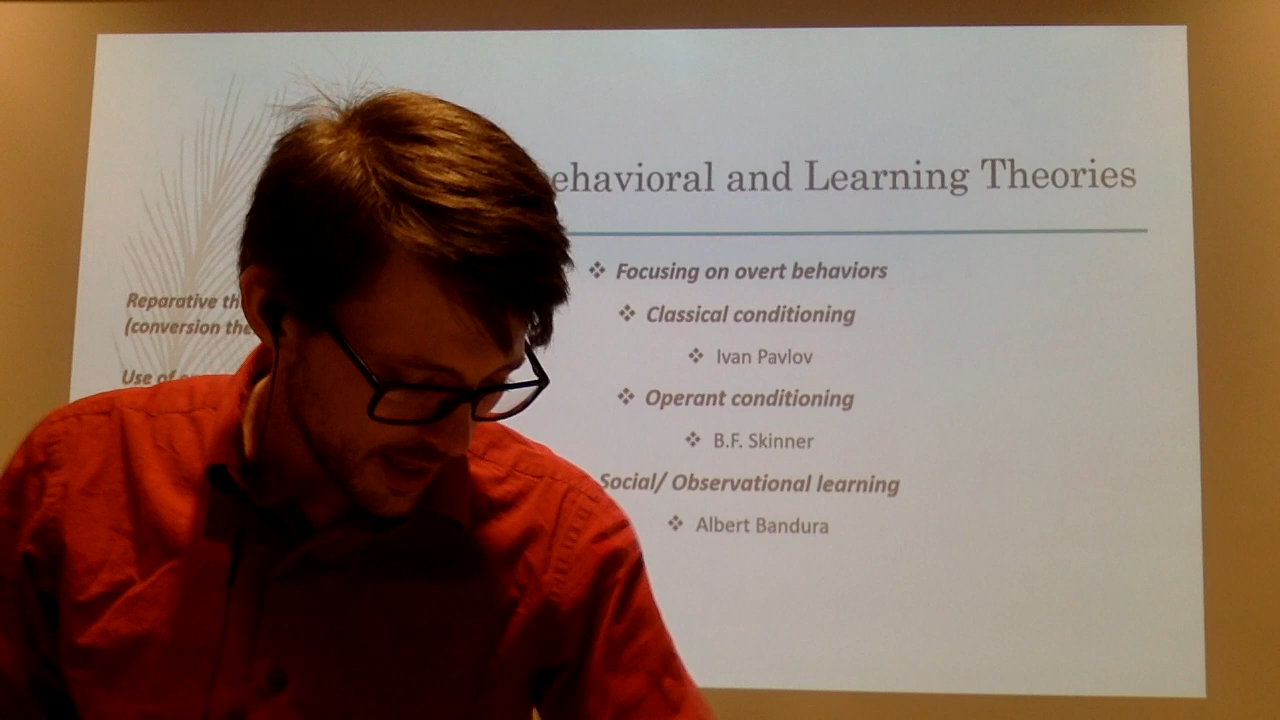 ehavioral and Learning Theories
Reparative th
(conversion the
Use of
❖ Focusing on overt behaviors
❖ Classical conditioning
❖ Ivan Pavlov
❖ Operant conditioning
❖ B.F. Skinner
Social/ Observational learning
❖ Albert Bandura